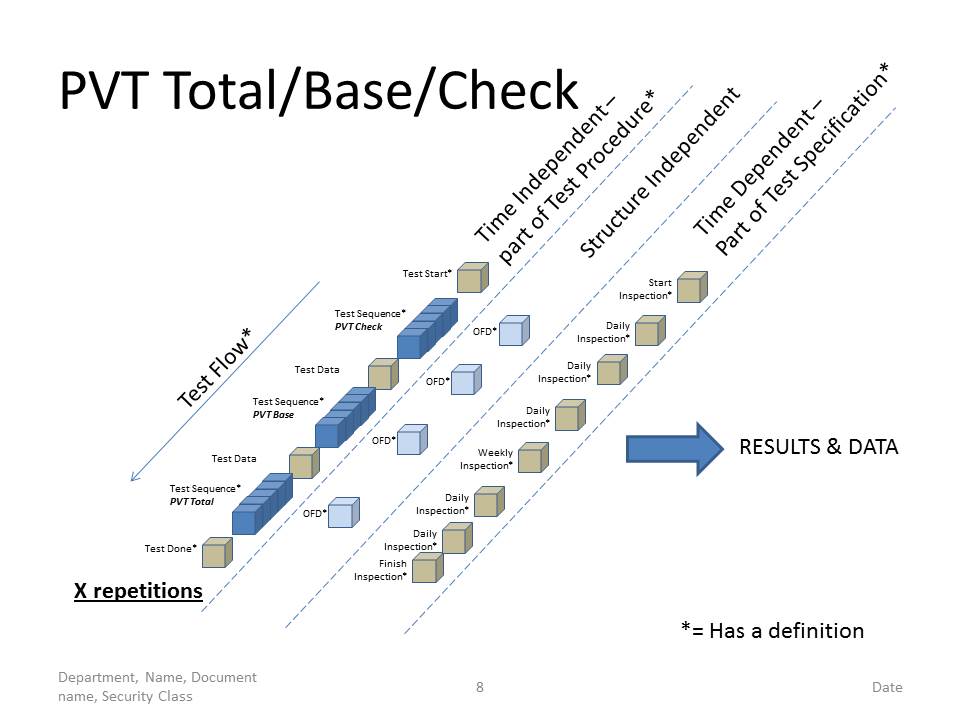 PVT Total/Base/Check
Time Independent –
part of Test Procedure*
Structure Independent
Time Dependent –
Part of Test Specification*
Test Flow*
Test Start*
Test Sequence*
PVT Check
Test Data
Test Sequence*
PVT Base
Test Data
Test Sequence*
PVT Total
Test Done*
X repetitions
OFD*
OFD*
OFD*
OFD*
Start
Inspection*
Daily
Inspection*
Daily
Inspection*
Daily
Inspection*
Weekly
Inspection*
Daily
Inspection*
Daily
Inspection*
Finish
Inspection*
RESULTS & DATA
*= Has a definition
Department, Name, Document
name, Security Class
8
Date